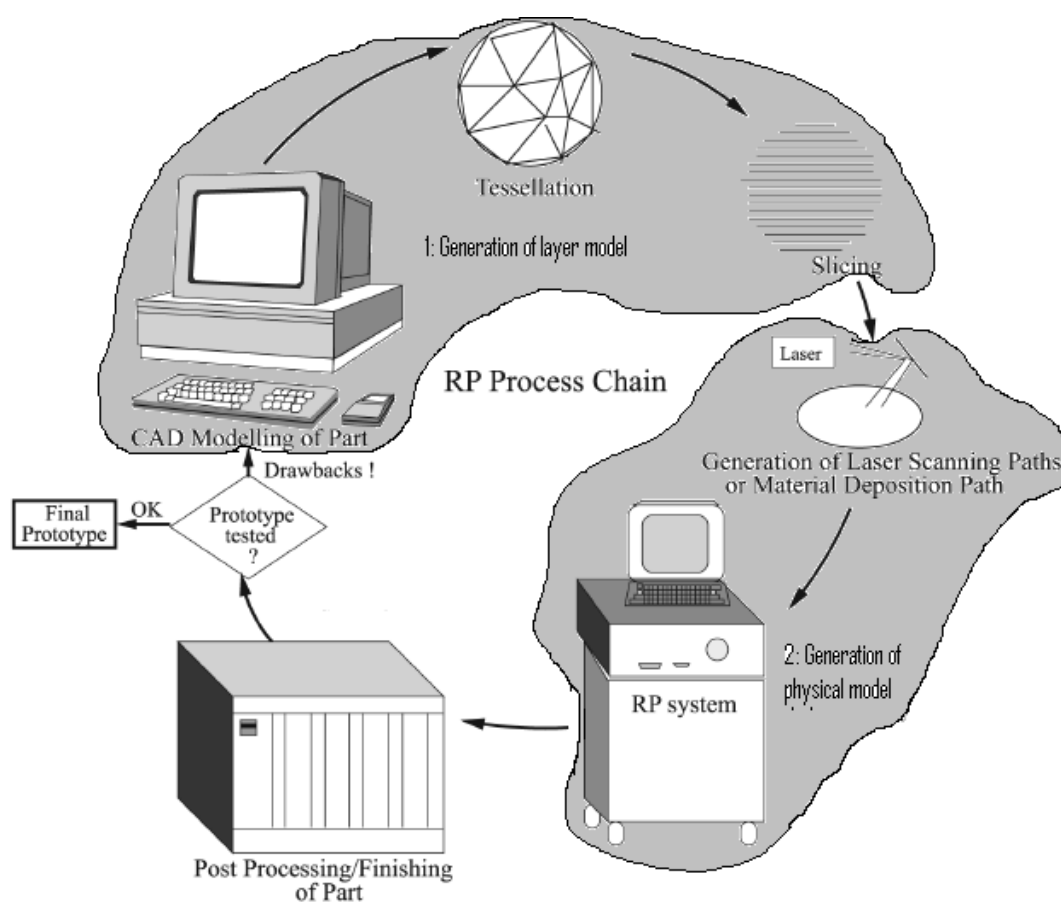 Tessellation
1: Generation of layer model
Slicing
Laser
RP Process Chain
CAD Modelling of Part
Generation of Laser Scanning Paths
or Material Deposition Path
Drawbacks !
OK
Final
Prototype
Prototype
tested
?
2: Generation of
physical model
RP system
Post Processing/Finishing
of Part